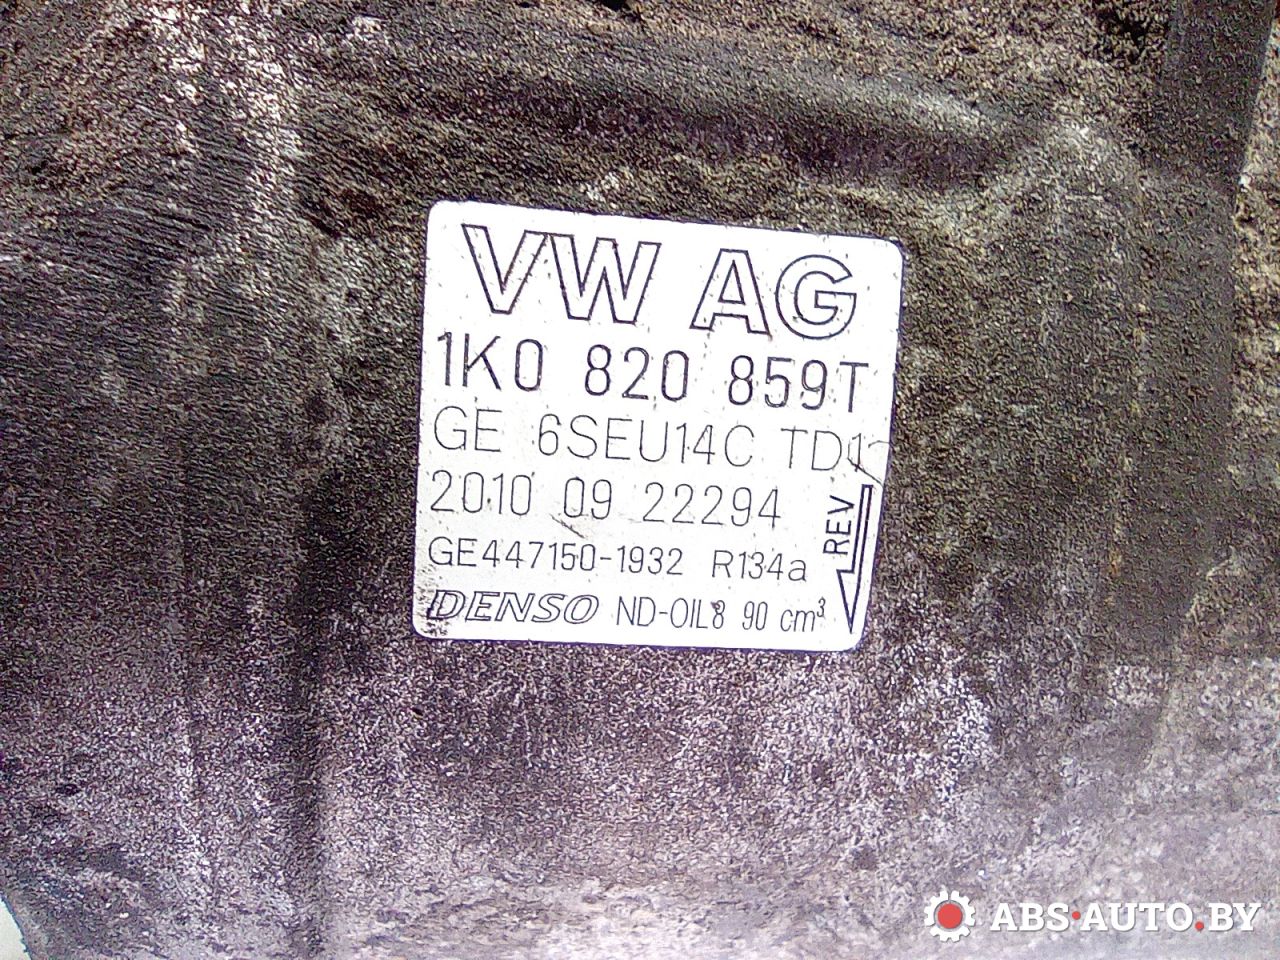 VW AG
1K0 820 859T
GE 6SEU14C
2010 09 22294
REV
GE447150-1932 R134a
DENSO ND-OIL8 90 cm³
ABS-AUTO.BY